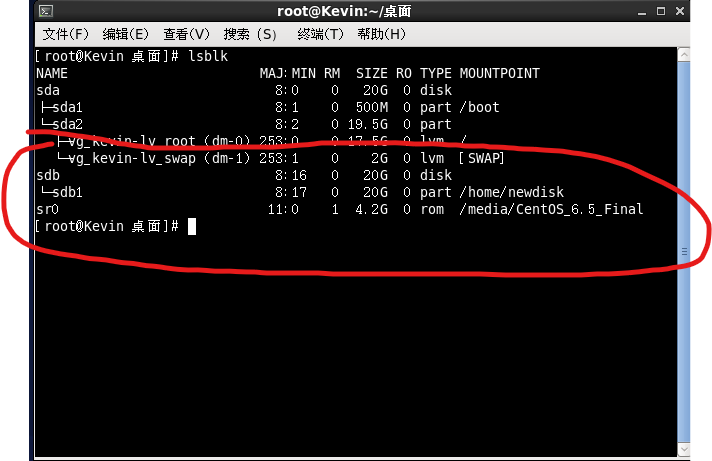 root@Kevin:~/桌面
文件(F) 编辑(E) 查看(V) 搜索 (S) 终端(T) 帮助(H)
[root@Kevin 桌面]# lsblk
NAME MAJ:MIN RM SIZE RO TYPE MOUNTPOINT
sda 8:0 0 20G 0 disk
├─sda1 8:1 0 500M 0 part /boot
└─sda2 8:2 0 19.5G 0 part
├─vg_kevin-lv_root (dm-0) 253:0 0 17.5G 0 lvm /
└─vg_kevin-lv_swap (dm-1) 253:1 0 2G 0 lvm [SWAP]
sdb 8:16 0 20G 0 disk
└─sdb1 8:17 0 20G 0 part /home/newdisk
sr0 11:0 1 4.2G 0 rom /media/CentOS_6.5_Final
[root@Kevin 桌面]#